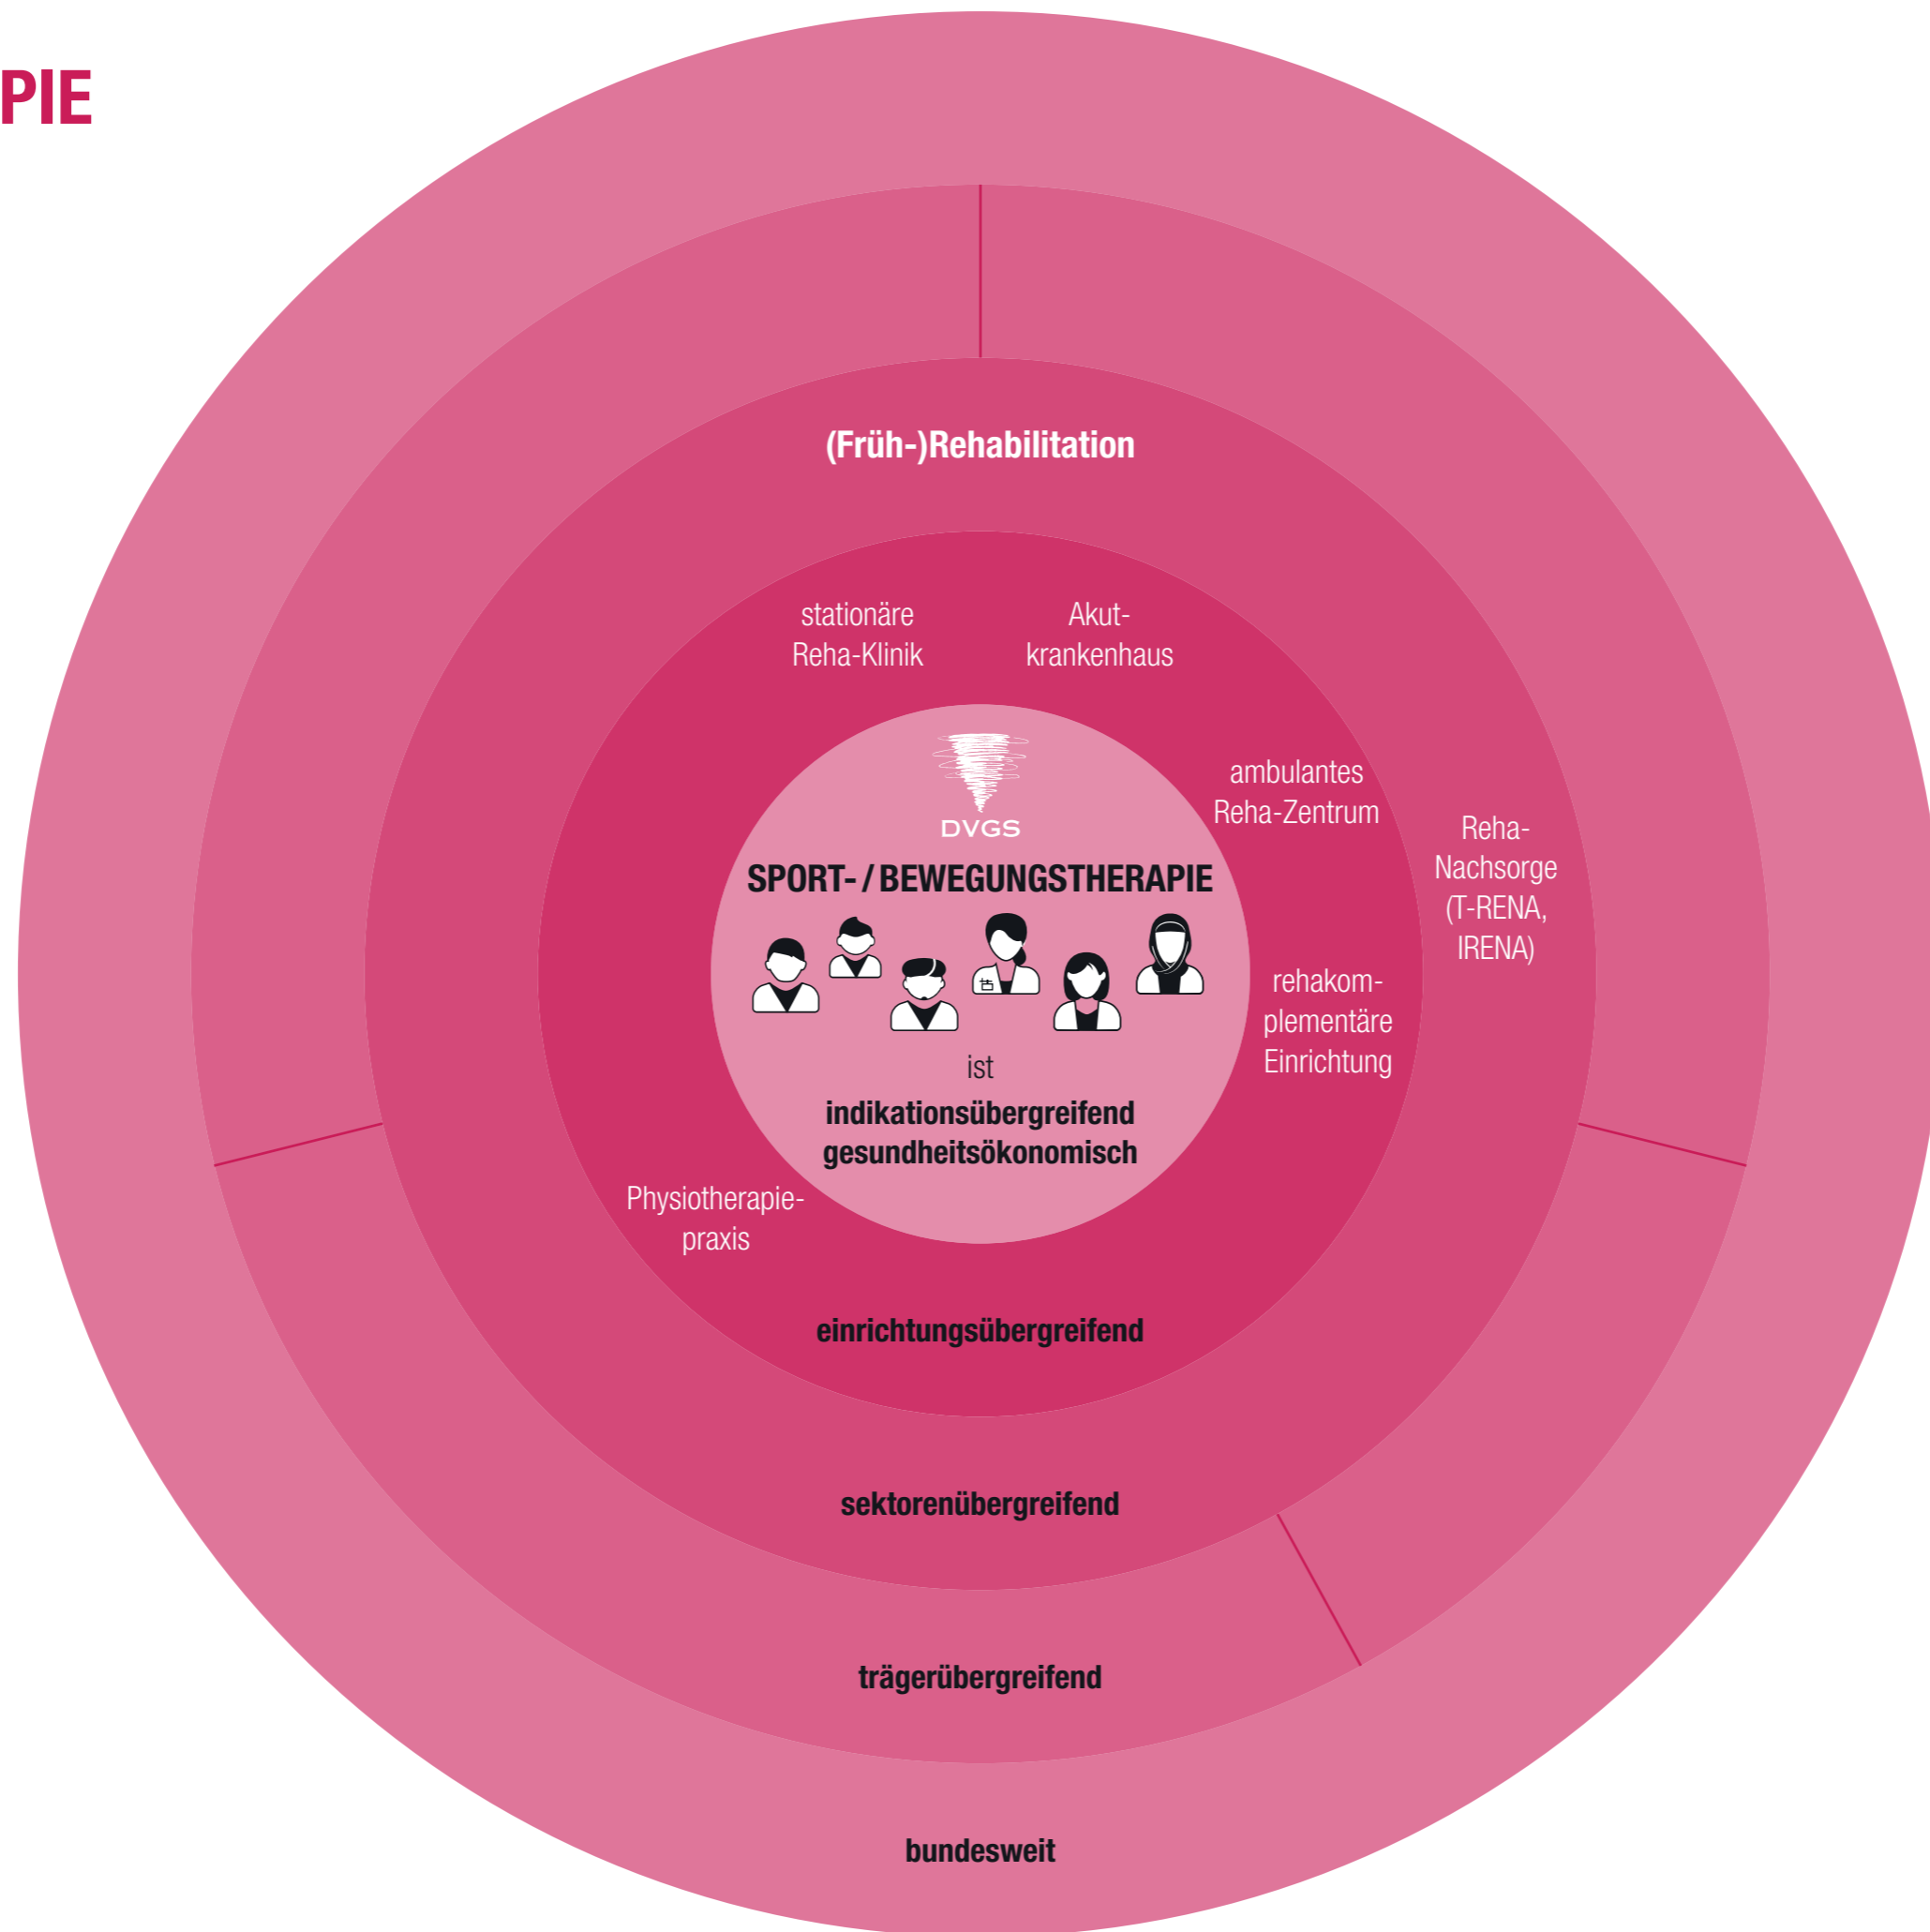 PIE
(Früh-)Rehabilitation
stationäre
Reha-Klinik
Akut-
krankenhaus
ambulantes
Reha-Zentrum
Reha-
Nachsorge
(T-RENA,
IRENA)
DVGS
SPORT- / BEWEGUNGSTHERAPIE
rehakom-
plementäre
Einrichtung
ist
indikationsübergreifend
gesundheitsökonomisch
Physiotherapie-
praxis
einrichtungsübergreifend
sektorenübergreifend
trägerübergreifend
bundesweit